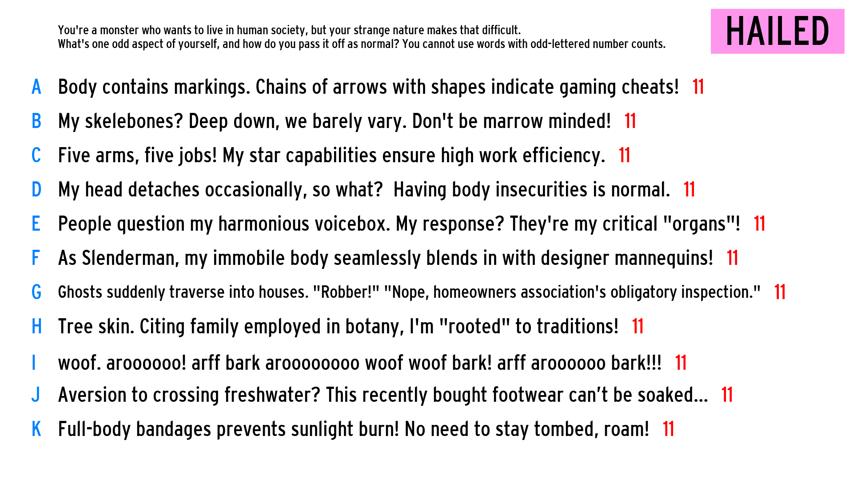 You're a monster who wants to live in human society, but your strange nature makes that difficult.
What's one odd aspect of yourself, and how do you pass it off as normal? You cannot use words with odd-lettered number counts.
HAILED
A Body contains markings. Chains of arrows with shapes indicate gaming cheats! 11
B My skelebones? Deep down, we barely vary. Don't be marrow minded! 11
C Five arms, five jobs! My star capabilities ensure high work efficiency. 11
D My head detaches occasionally, so what? Having body insecurities is normal. 11
E People question my harmonious voicebox. My response? They're my critical "organs"! 11
F As Slenderman, my immobile body seamlessly blends in with designer mannequins! 11
G Ghosts suddenly traverse into houses. "Robber!" "Nope, homeowners association's obligatory inspection." 11
H Tree skin. Citing family employed in botany, I'm "rooted" to traditions! 11
I woof. aroooooo! arff bark aroooooooo woof woof bark! arff aroooooo bark!!! 11
J Aversion to crossing freshwater? This recently bought footwear can’t be soaked... 11
K Full-body bandages prevents sunlight burn! No need to stay tombed, roam! 11